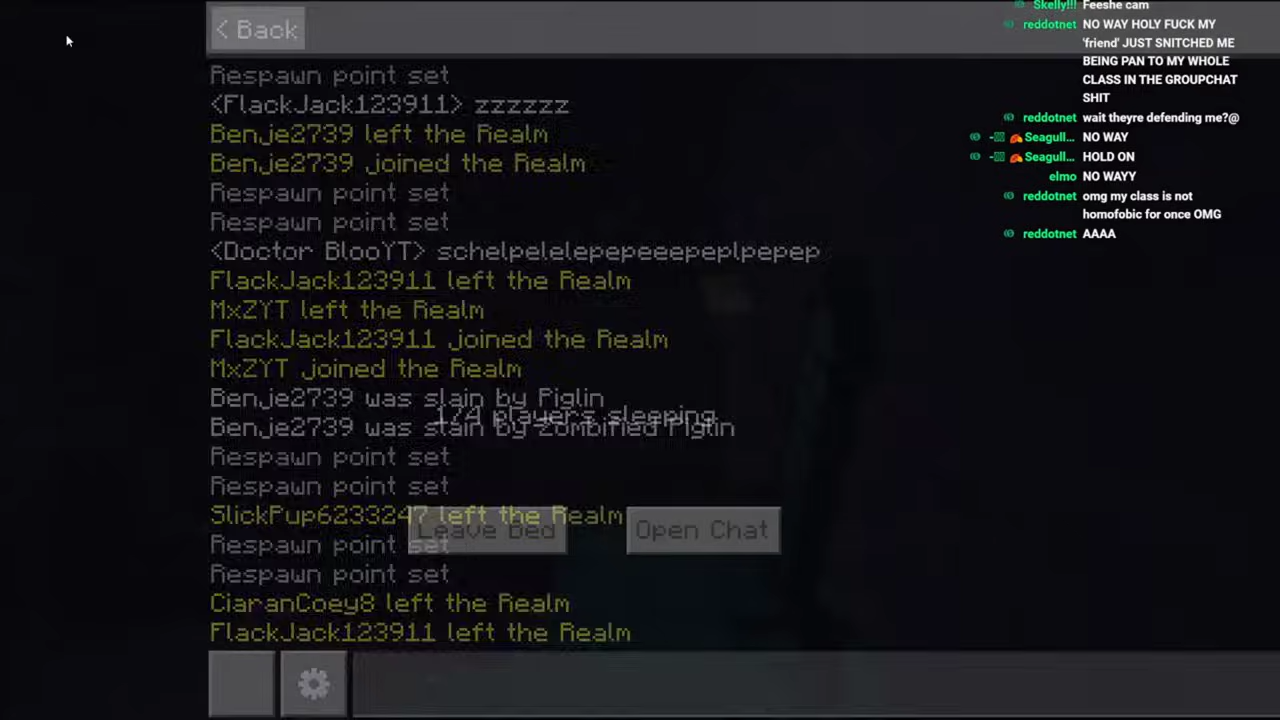 < Back
Respawn point set
<FlackJack123911> zzzzzz
Benje2739 left the Realm
Benje2739 joined the Realm
Respawn point set
Respawn point set
<Doctor BlooYT> schelpelelepepeeepeplpepep
FlackJack123911 left the Realm
MxZYT left the Realm
FlackJack123911 joined the Realm
MxZYT joined the Realm
Benje2739 was slain by Piglin
1/4 players sleeping
Benje2739 was slain by Zombified Piglin
Respawn point set
Respawn point set
SlickPup6233247 left the Realm
Leave Bed
Open Chat
Respawn point set
Respawn point set
CiaranCoey8 left the Realm
FlackJack123911 left the Realm
Skelly!!! Feeshe cam
reddotnet NO WAY HOLY FUCK MY
'friend' JUST SNITCHED ME
BEING PAN TO MY WHOLE
CLASS IN THE GROUPCHAT
SHIT
reddotnet wait theyre defending me?@
Seagull... NO WAY
Seagull... HOLD ON
elmo NO WAYY
reddotnet omg my class is not
homofobic for once OMG
reddotnet AAAA